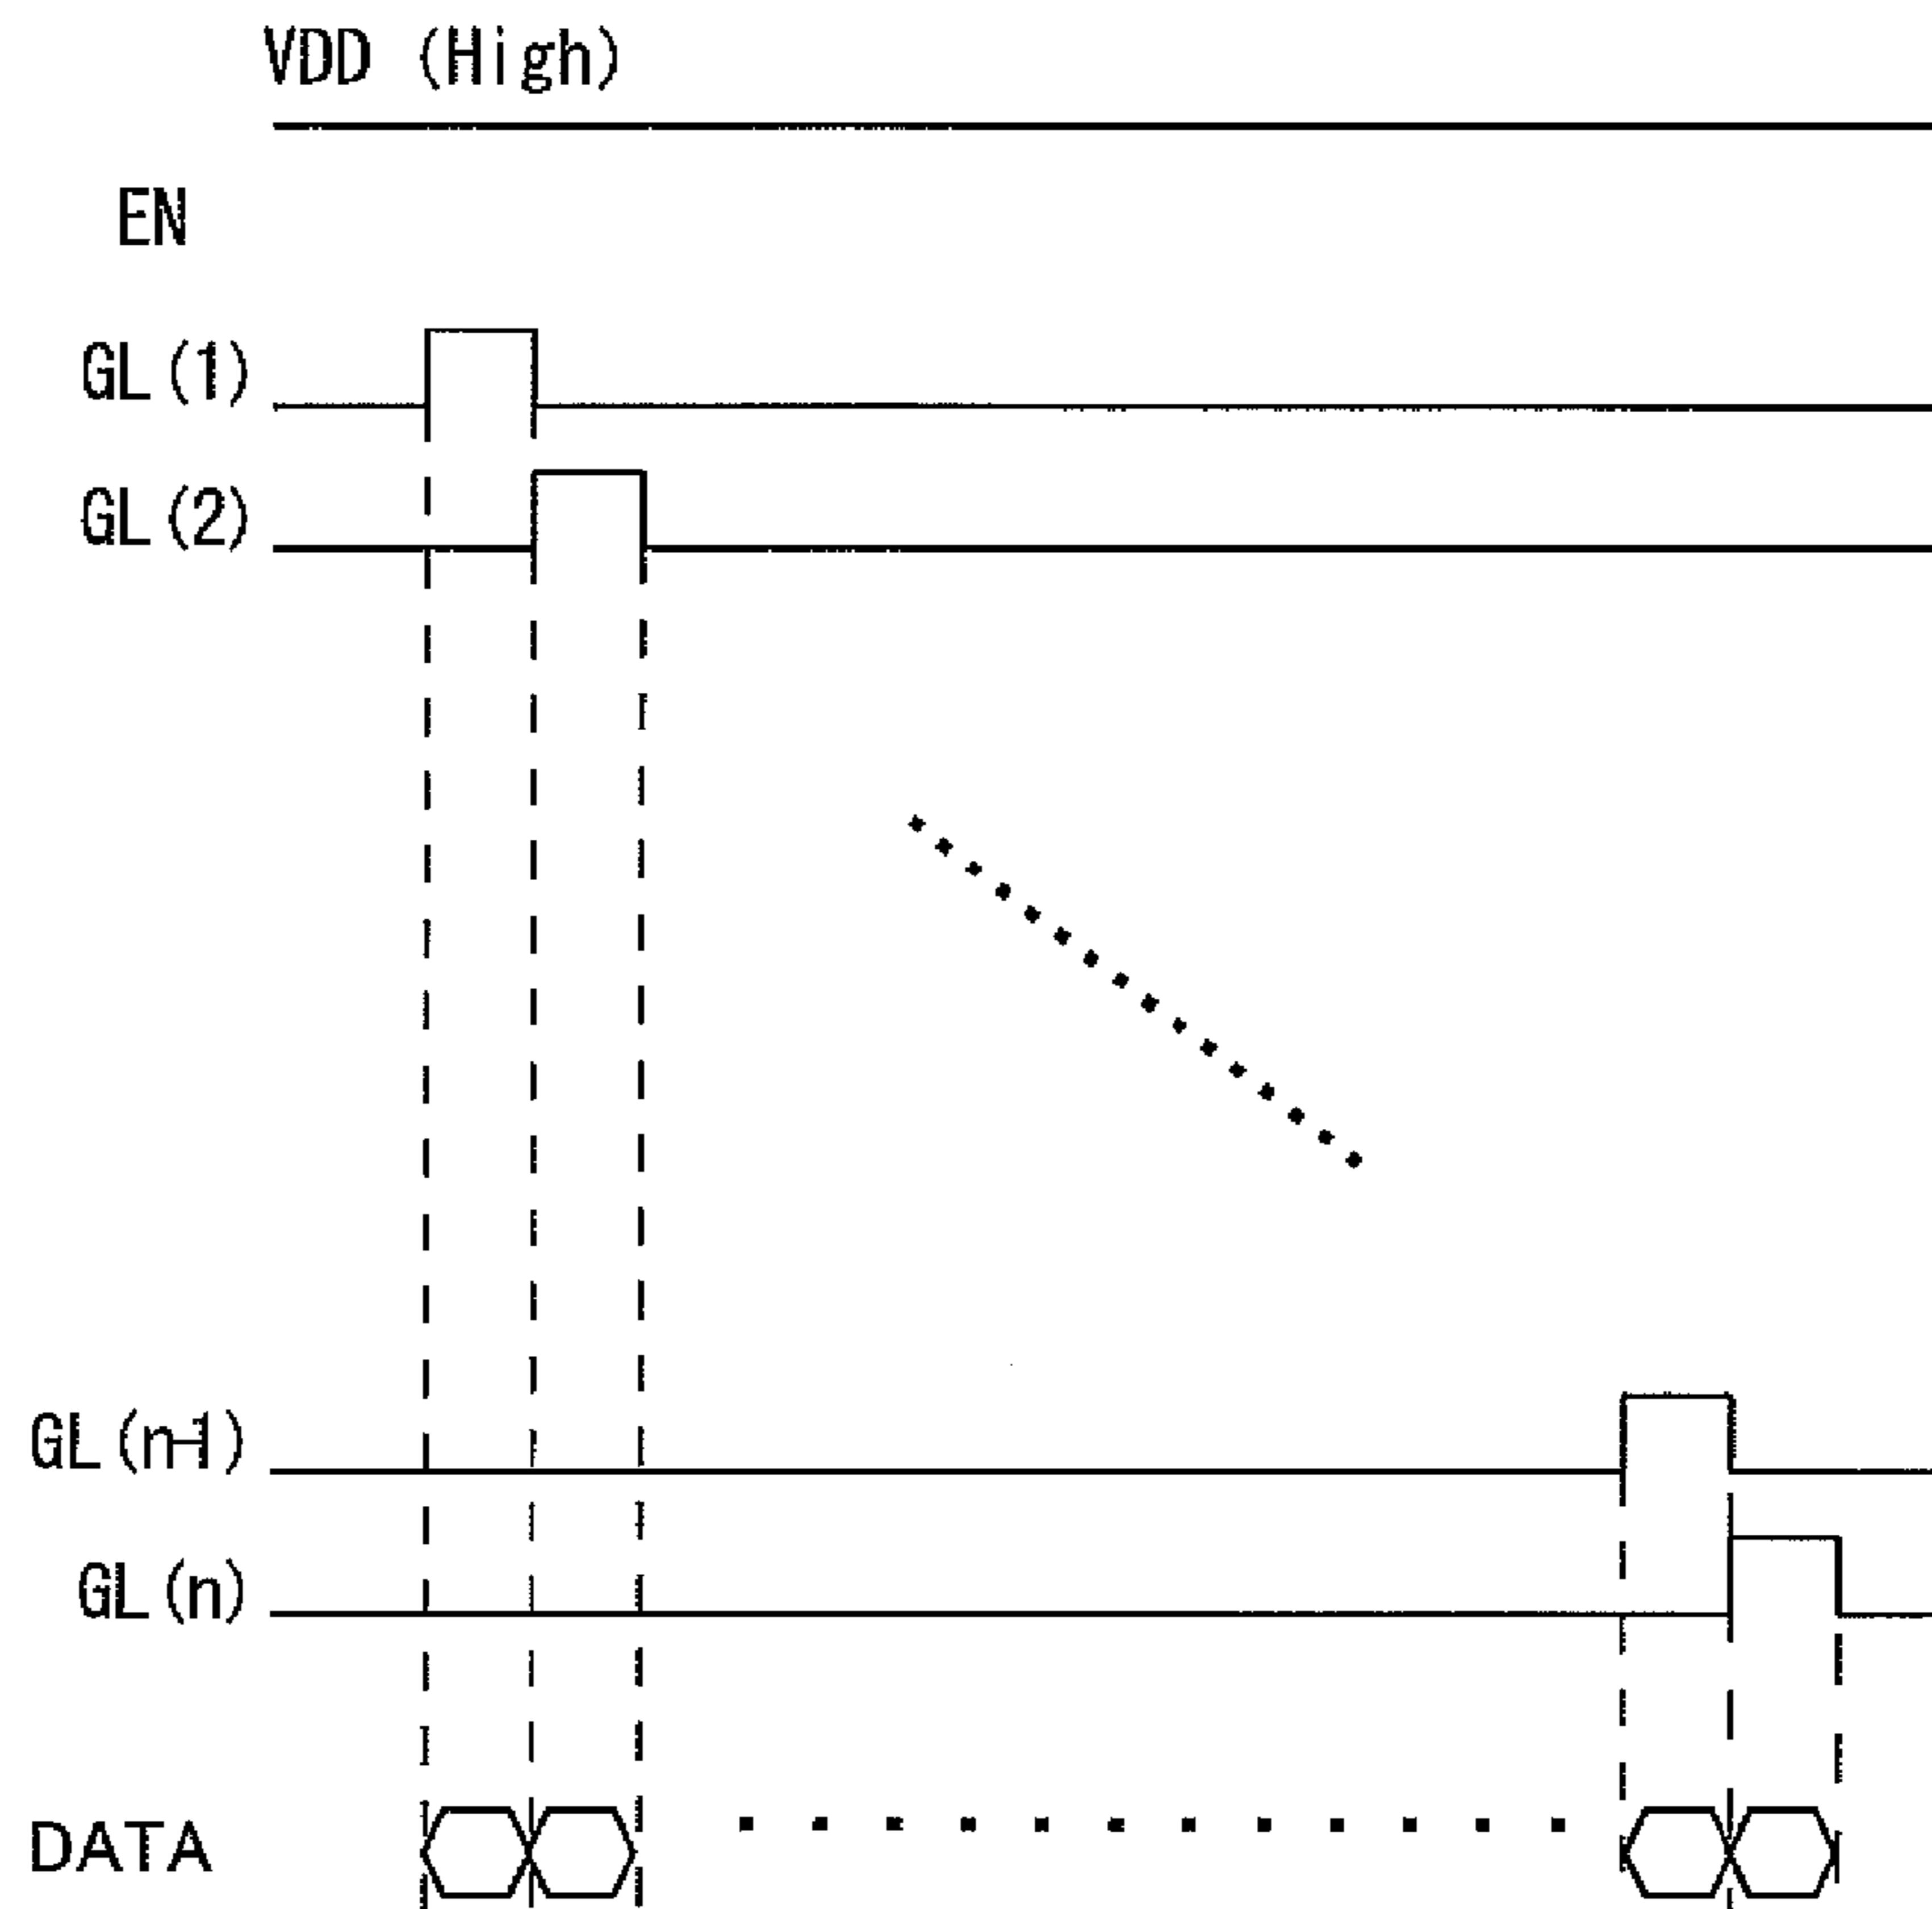 VDD (High)
EN
GL(1)
GL(2)
GL(n-1)
GL(n)
DATA